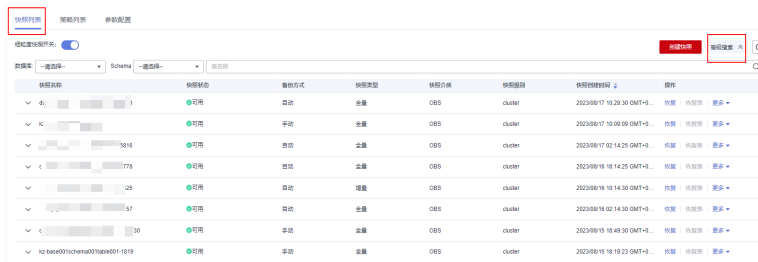 快照列表 策略列表 参数配置
细粒度快照开关：
创建快照 高级搜索
数据库 --请选择-- Schema --请选择-- 表名称
快照名称 快照状态 备份方式 快照类型 快照介质 快照级别 快照创建时间 操作
可用 自动 全量 OBS cluster 2023/08/17 10:29:30 GMT+0... 恢复 恢复表 更多
可用 手动 全量 OBS cluster 2023/08/17 10:09:09 GMT+0... 恢复 恢复表 更多
5816 可用 自动 全量 OBS cluster 2023/08/17 02:14:25 GMT+0... 恢复 恢复表 更多
778 可用 自动 全量 OBS cluster 2023/08/16 18:14:25 GMT+0... 恢复 恢复表 更多
525 可用 自动 增量 OBS cluster 2023/08/16 10:14:30 GMT+0... 恢复 恢复表 更多
57 可用 自动 全量 OBS cluster 2023/08/16 02:14:30 GMT+0... 恢复 恢复表 更多
30 可用 手动 全量 OBS cluster 2023/08/15 18:49:30 GMT+0... 恢复 恢复表 更多
kz-base001schema001table001-1819 可用 手动 全量 OBS cluster 2023/08/15 18:19:23 GMT+0... 恢复 恢复表 更多